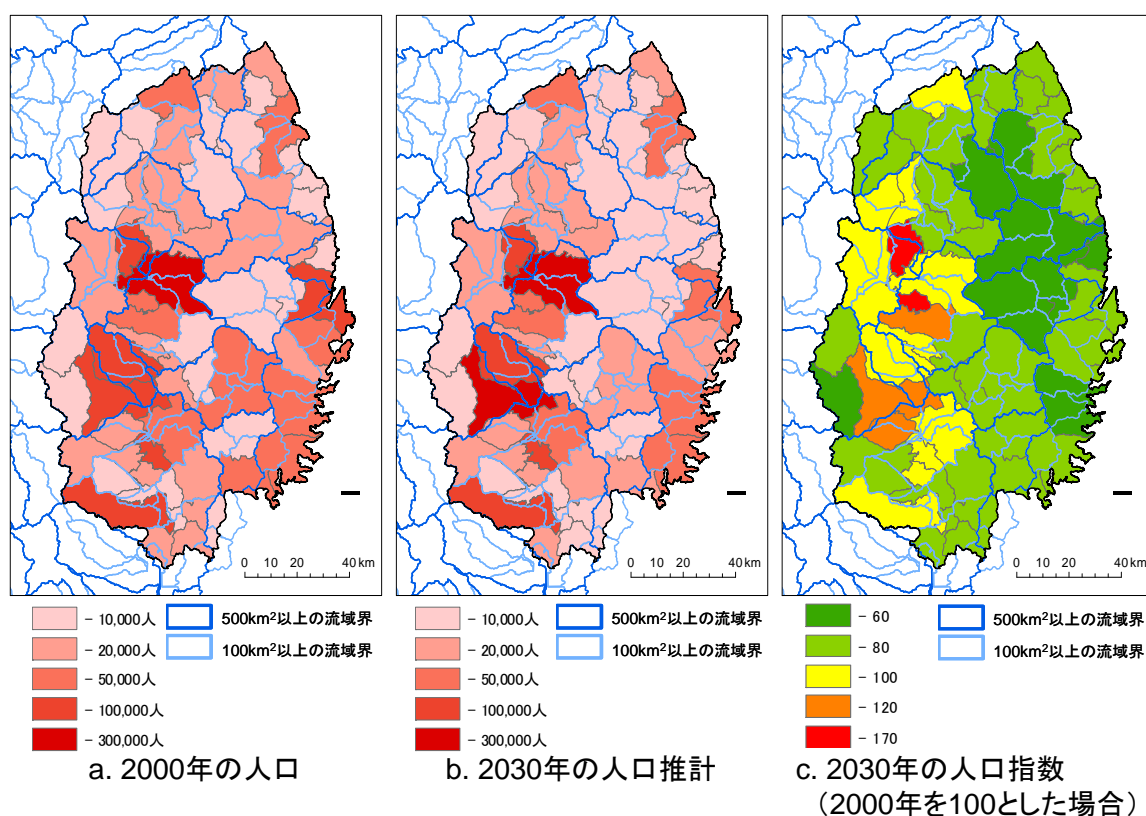 0 10 20 40 km
0 10 20 40 km
0 10 20 40 km
- 10,000人
- 20,000人
- 50,000人
- 100,000人
- 300,000人
500km²以上の流域界
100km²以上の流域界
- 10,000人
- 20,000人
- 50,000人
- 100,000人
- 300,000人
500km²以上の流域界
100km²以上の流域界
- 60
- 80
- 100
- 120
- 170
500km²以上の流域界
100km²以上の流域界
a. 2000年の人口
b. 2030年の人口推計
c. 2030年の人口指数
（2000年を100とした場合）